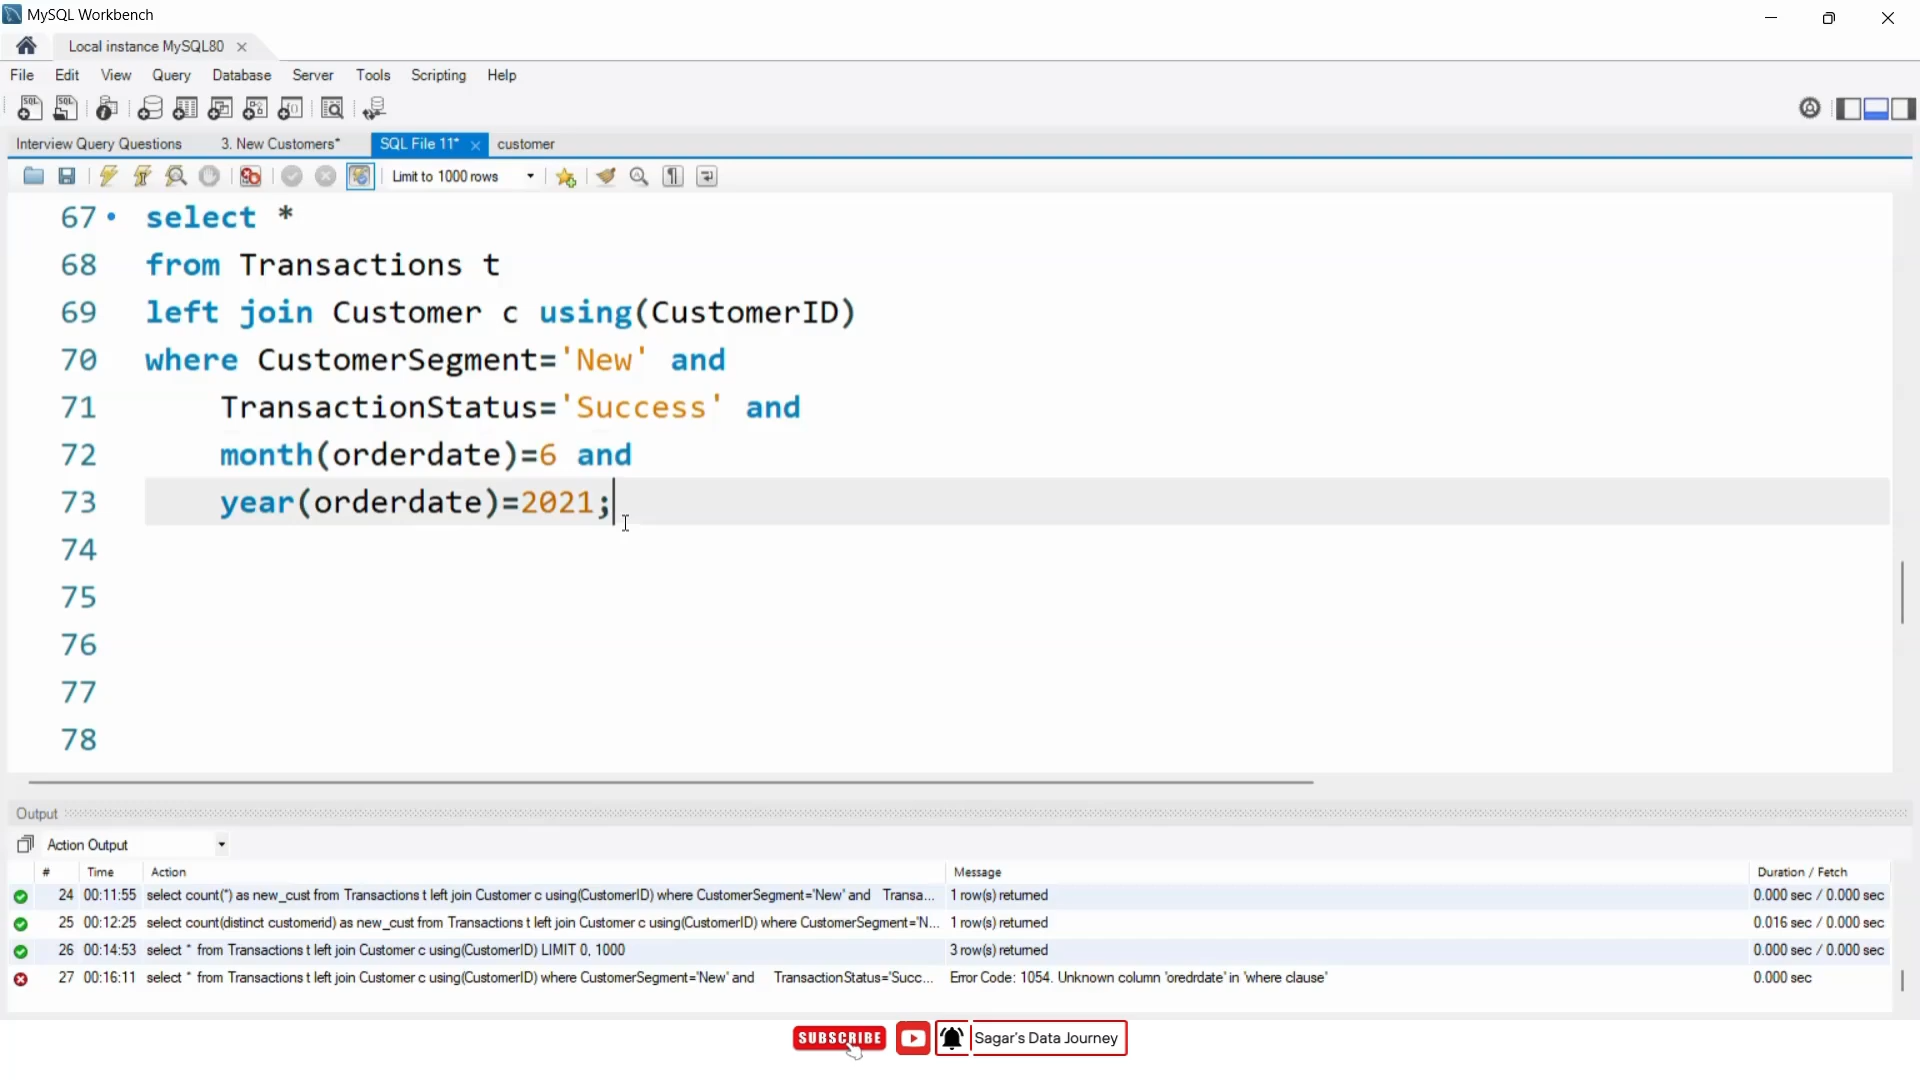 MySQL Workbench
Local instance MySQL80
File Edit View Query Database Server Tools Scripting Help
Interview Query Questions 3. New Customers* SQL File 11* customer
Limit to 1000 rows
67 select *
68 from Transactions t
69 left join Customer c using(CustomerID)
70 where CustomerSegment='New' and
71 TransactionStatus='Success' and
72 month(orderdate)=6 and
73 year(orderdate)=2021;
74
75
76
77
78
Output
Action Output
# Time Action Message Duration / Fetch
24 00:11:55 select count(*) as new_cust from Transactions t left join Customer c using(CustomerID) where CustomerSegment='New' and Transa... 1 row(s) returned 0.000 sec / 0.000 sec
25 00:12:25 select count(distinct customerid) as new_cust from Transactions t left join Customer c using(CustomerID) where CustomerSegment='N... 1 row(s) returned 0.016 sec / 0.000 sec
26 00:14:53 select * from Transactions t left join Customer c using(CustomerID) LIMIT 0, 1000 3 row(s) returned 0.000 sec / 0.000 sec
27 00:16:11 select * from Transactions t left join Customer c using(CustomerID) where CustomerSegment='New' and TransactionStatus='Succ... Error Code: 1054. Unknown column 'oredrdate' in 'where clause' 0.000 sec
SUBSCRIBE Sagar's Data Journey